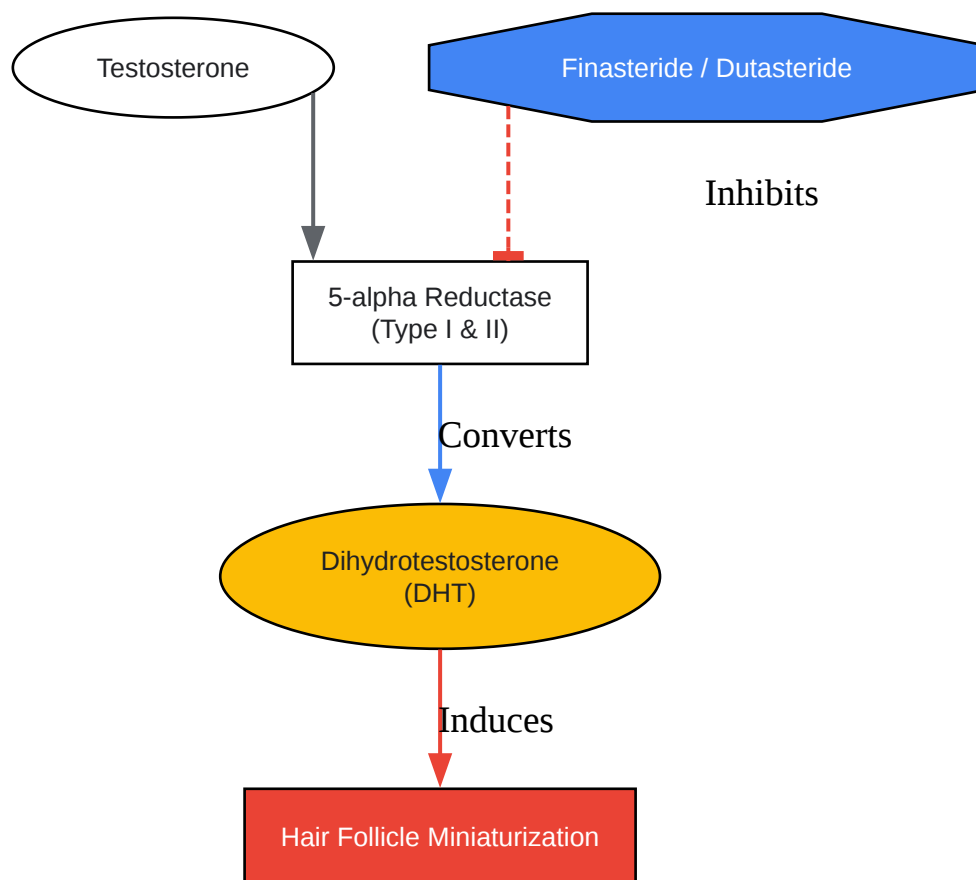 Testosterone
Finasteride / Dutasteride
Inhibits
5-alpha Reductase
(Type I & II)
Converts
Dihydrotestosterone
(DHT)
Induces
Hair Follicle Miniaturization